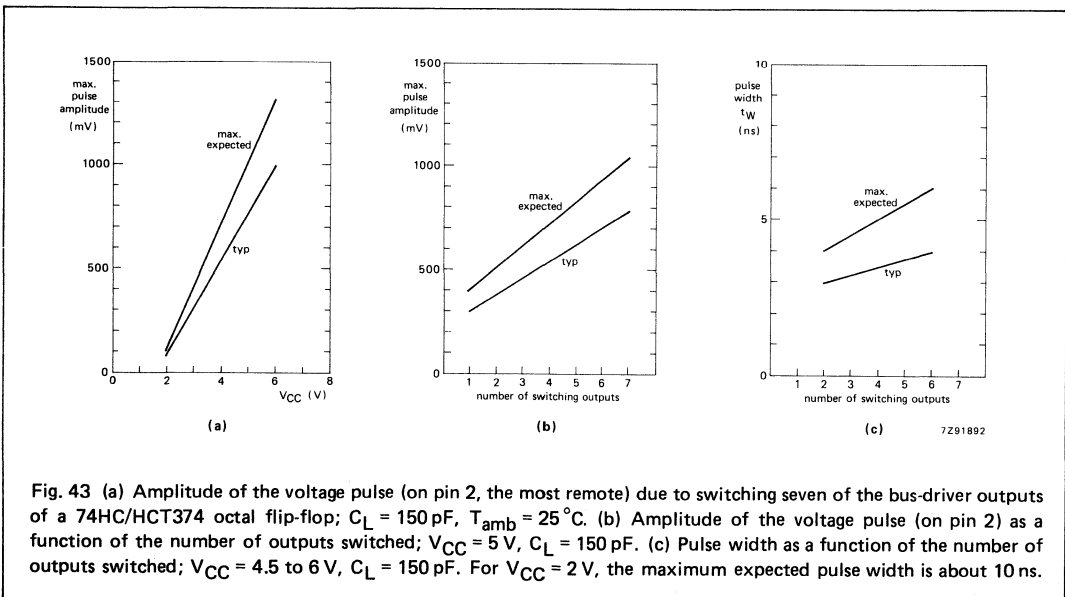 1500
max.
pulse
amplitude
(mV)
1000
500
0
0
2
4
6
8
VCC (V)
max.
expected
typ
(a)
1500
max.
pulse
amplitude
(mV)
1000
500
0
1 2 3 4 5 6 7
number of switching outputs
max.
expected
typ
(b)
10
pulse
width
tW
(ns)
5
0
1 2 3 4 5 6 7
number of switching outputs
max.
expected
typ
(c)
7Z91892
Fig. 43 (a) Amplitude of the voltage pulse (on pin 2, the most remote) due to switching seven of the bus-driver outputs
of a 74HC/HCT374 octal flip-flop; CL = 150 pF, Tamb = 25 °C. (b) Amplitude of the voltage pulse (on pin 2) as a
function of the number of outputs switched; VCC = 5 V, CL = 150 pF. (c) Pulse width as a function of the number of
outputs switched; VCC = 4.5 to 6 V, CL = 150 pF. For VCC = 2 V, the maximum expected pulse width is about 10 ns.